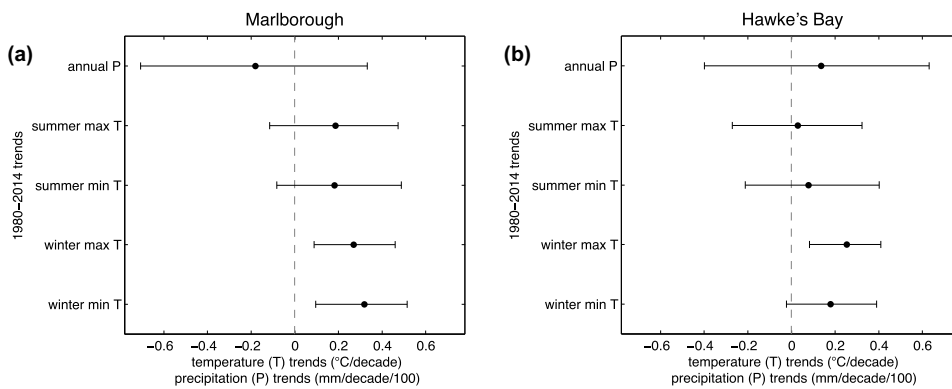 Marlborough
(a)
1980−2014 trends
annual P
summer max T
summer min T
winter max T
winter min T
−0.6 −0.4 −0.2 0 0.2 0.4 0.6
temperature (T) trends (°C/decade)
precipitation (P) trends (mm/decade/100)
Hawke's Bay
(b)
1980−2014 trends
annual P
summer max T
summer min T
winter max T
winter min T
−0.6 −0.4 −0.2 0 0.2 0.4 0.6
temperature (T) trends (°C/decade)
precipitation (P) trends (mm/decade/100)